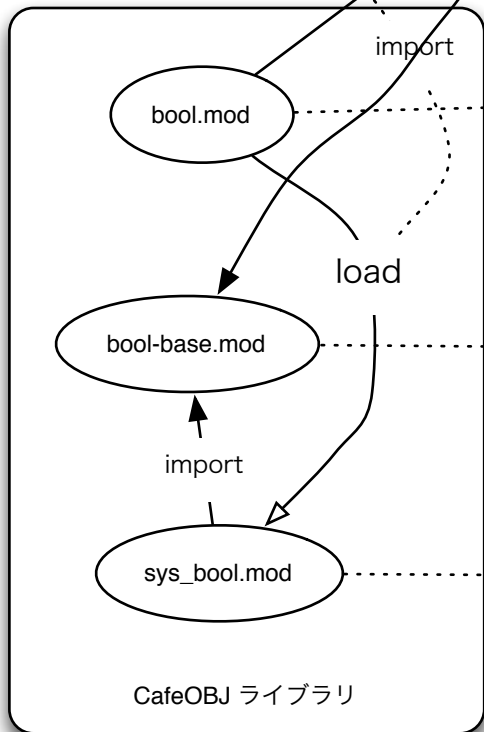 import
bool.mod
load
bool-base.mod
import
sys_bool.mod
CafeOBJ ライブラリ